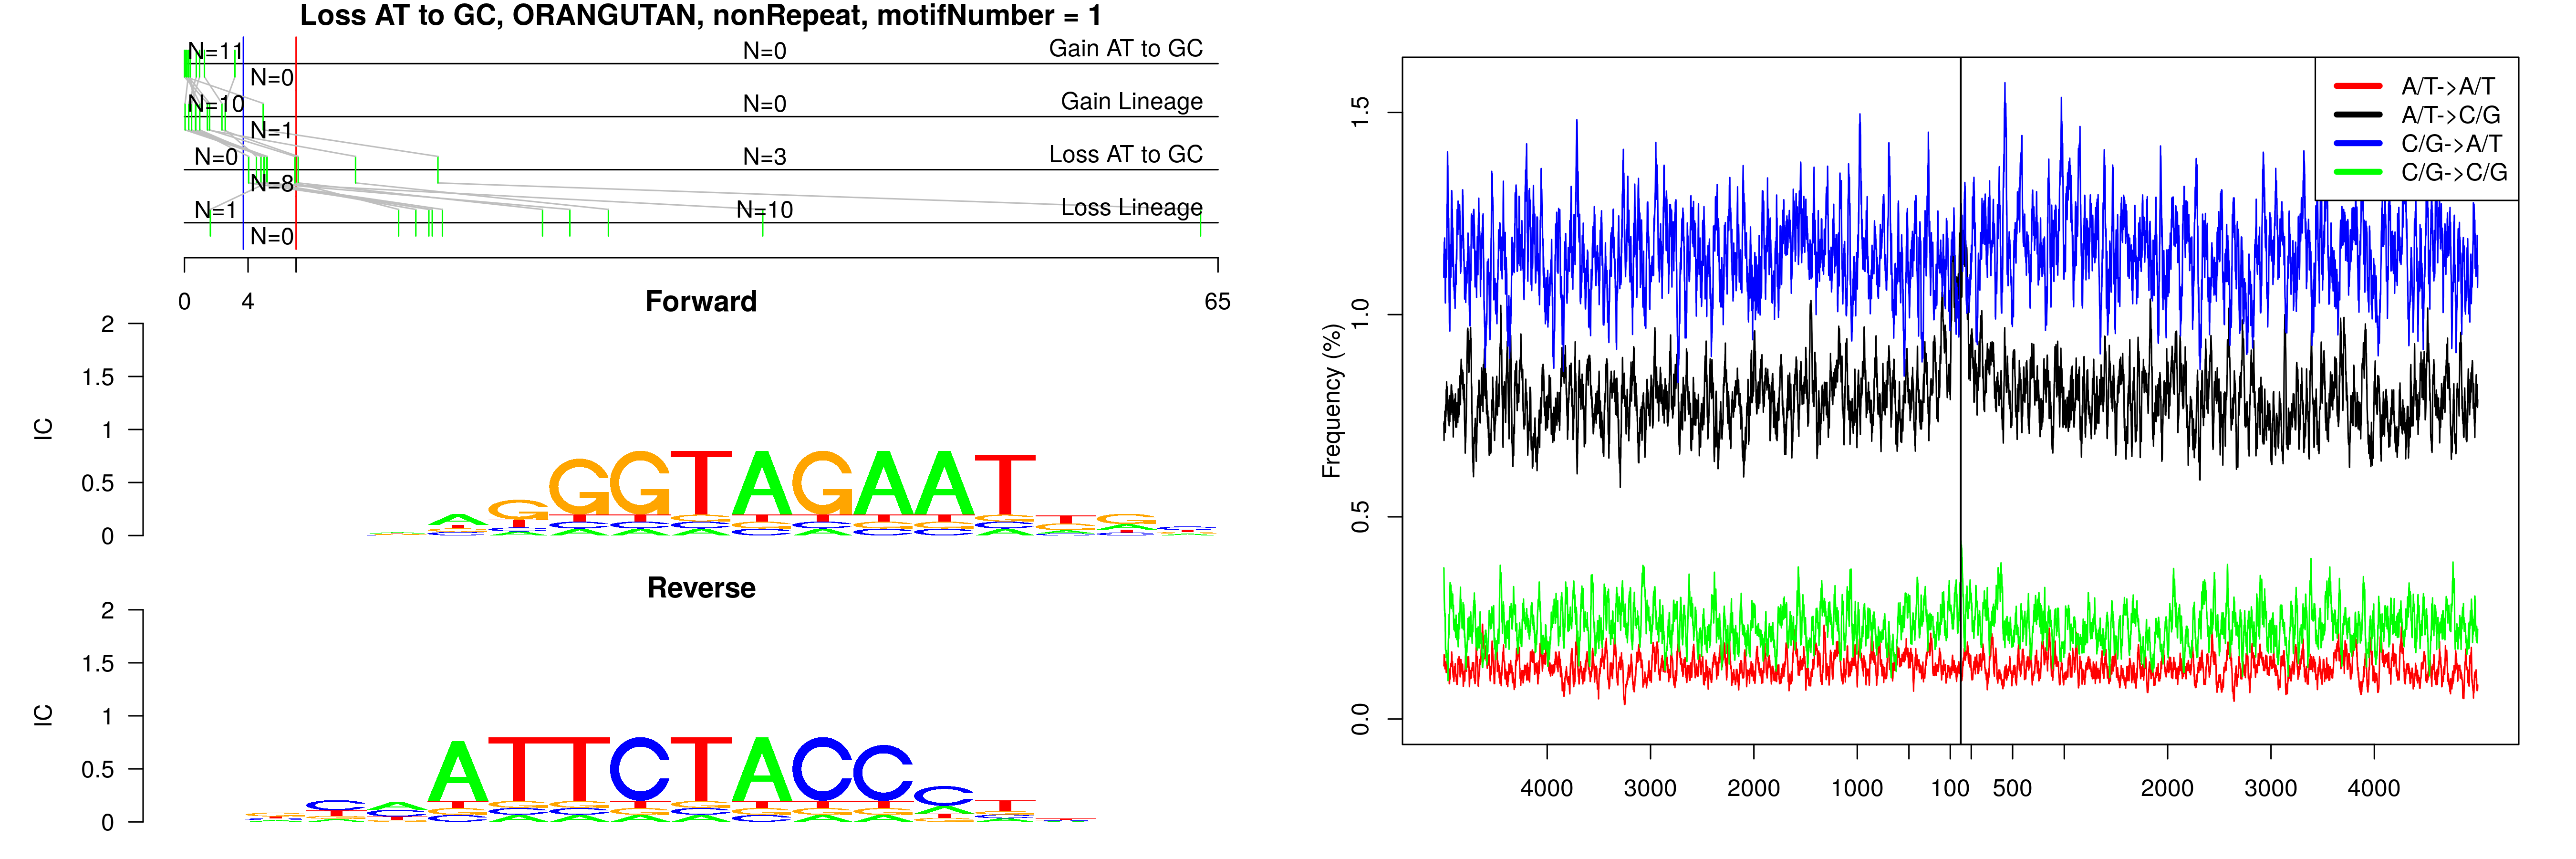 Loss AT to GC, ORANGUTAN, nonRepeat, motifNumber = 1
N=11 N=0 Gain AT to GC
N=0
N=10 N=0 Gain Lineage
N=1
N=0 N=3 Loss AT to GC
N=8
N=1 N=10 Loss Lineage
N=0
0 4 65
Forward
IC
2
1.5
1
0.5
0
GGTAGAAT
Reverse
IC
2
1.5
1
0.5
0
ATTCTACC
Frequency (%)
1.5
1.0
0.5
0.0
A/T->A/T
A/T->C/G
C/G->A/T
C/G->C/G
4000 3000 2000 1000 100 500 2000 3000 4000